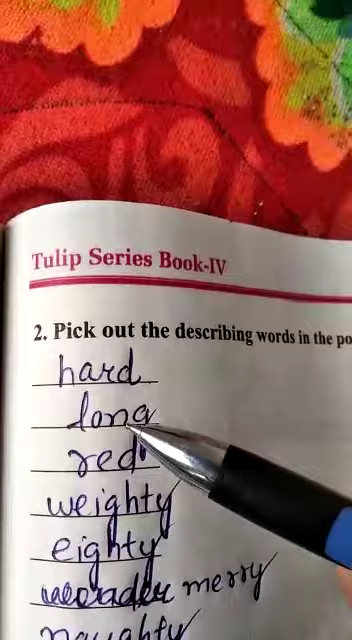 Tulip Series Book-IV
2. Pick out the describing words in the po
hard
long
red
weighty
eighty
merry
naughty